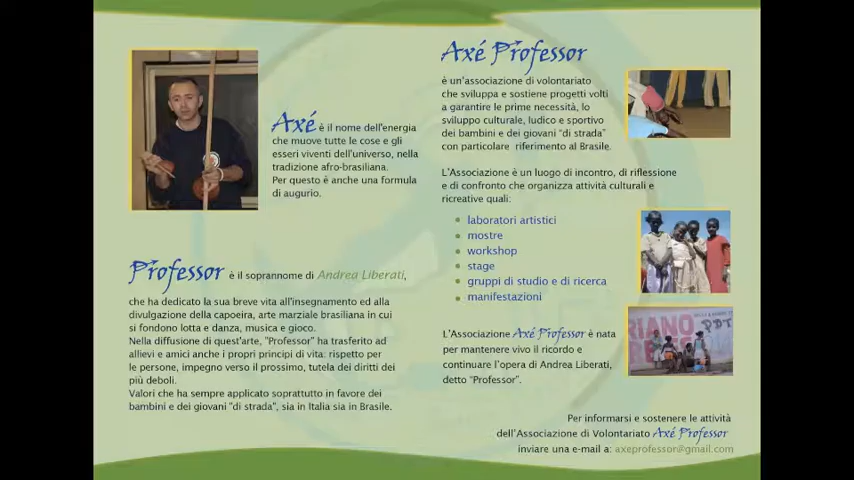 Axé è il nome dell'energia
che muove tutte le cose e gli
esseri viventi dell'universo, nella
tradizione afro-brasiliana.
Per questo è anche una formula
di augurio.
Professor è il soprannome di Andrea Liberati,
che ha dedicato la sua breve vita all'insegnamento ed alla
divulgazione della capoeira, arte marziale brasiliana in cui
si fondono lotta e danza, musica e gioco.
Nella diffusione di quest'arte, "Professor" ha trasferito ad
allievi e amici anche i propri principi di vita: rispetto per
le persone, impegno verso il prossimo, tutela dei diritti dei
più deboli.
Valori che ha sempre applicato soprattutto in favore dei
bambini e dei giovani "di strada", sia in Italia sia in Brasile.
Axé Professor
è un'associazione di volontariato
che sviluppa e sostiene progetti volti
a garantire le prime necessità, lo
sviluppo culturale, ludico e sportivo
dei bambini e dei giovani "di strada"
con particolare riferimento al Brasile.
L'Associazione è un luogo di incontro, di riflessione
e di confronto che organizza attività culturali e
ricreative quali:
laboratori artistici
mostre
workshop
stage
gruppi di studio e di ricerca
manifestazioni
L'Associazione Axé Professor è nata
per mantenere vivo il ricordo e
continuare l'opera di Andrea Liberati,
detto "Professor".
RIANO
PDT
Per informarsi e sostenere le attività
dell'Associazione di Volontariato Axé Professor
inviare una e-mail a: axeprofessor@gmail.com